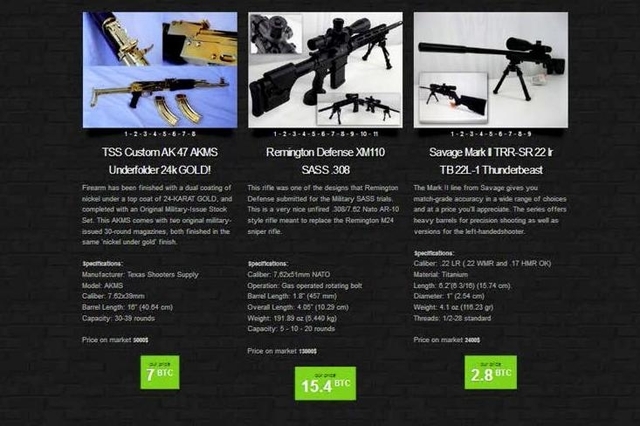 1 - 2 - 3 - 4 - 5 - 6 - 7 - 8
TSS Custom AK 47 AKMS
Underfolder 24k GOLD!
Firearm has been finished with a dual coating of
nickel under a top coat of 24-KARAT GOLD, and
completed with an Original Military-Issue Stock
Set. This AKMS comes with two original military-
issued 30-round magazines, both finished in the
same 'nickel under gold' finish.
Specifications:
Manufacturer: Texas Shooters Supply
Model: AKMS
Caliber: 7.62x39mm
Barrel Length: 16" (40.64 cm)
Capacity: 30-39 rounds
Price on market 5000$
our price
7 BTC
1 - 2 - 3 - 4 - 5 - 6 - 7 - 8 - 9 - 10 - 11
Remington Defense XM110
SASS .308
This rifle was one of the designs that Remington
Defense submitted for the Military SASS trials.
This is a very nice unfired .308/7.62 Nato AR-10
style rifle meant to replace the Remington M24
sniper rifle.
Specifications:
Caliber: 7,62x51mm NATO
Operation: Gas operated rotating bolt
Barrel Length: 1.8" (457 mm)
Overall Length: 4.05" (10.29 cm)
Weight: 191.89 oz (5,440 kg)
Capacity: 5 - 10 - 20 rounds
Price on market 13000$
our price
15.4 BTC
1 - 2 - 3 - 4 - 5 - 6 - 7 - 8 - 9
Savage Mark II TRR-SR 22 lr
TB 22L-1 Thunderbeast
The Mark II line from Savage gives you
match-grade accuracy in a wide range of choices
and at a price you'll appreciate. The series offers
heavy barrels for precision shooting as well as
versions for the left-handedshooter.
Specifications:
Caliber: .22 LR ( .22 WMR and .17 HMR OK)
Material: Titanium
Length: 6.2"(6 3/16) (15.74 cm)
Diameter: 1" (2.54 cm)
Weight: 4.1 oz (116.23 gr)
Threads: 1/2-28 standard
Price on market 2400$
our price
2.8 BTC